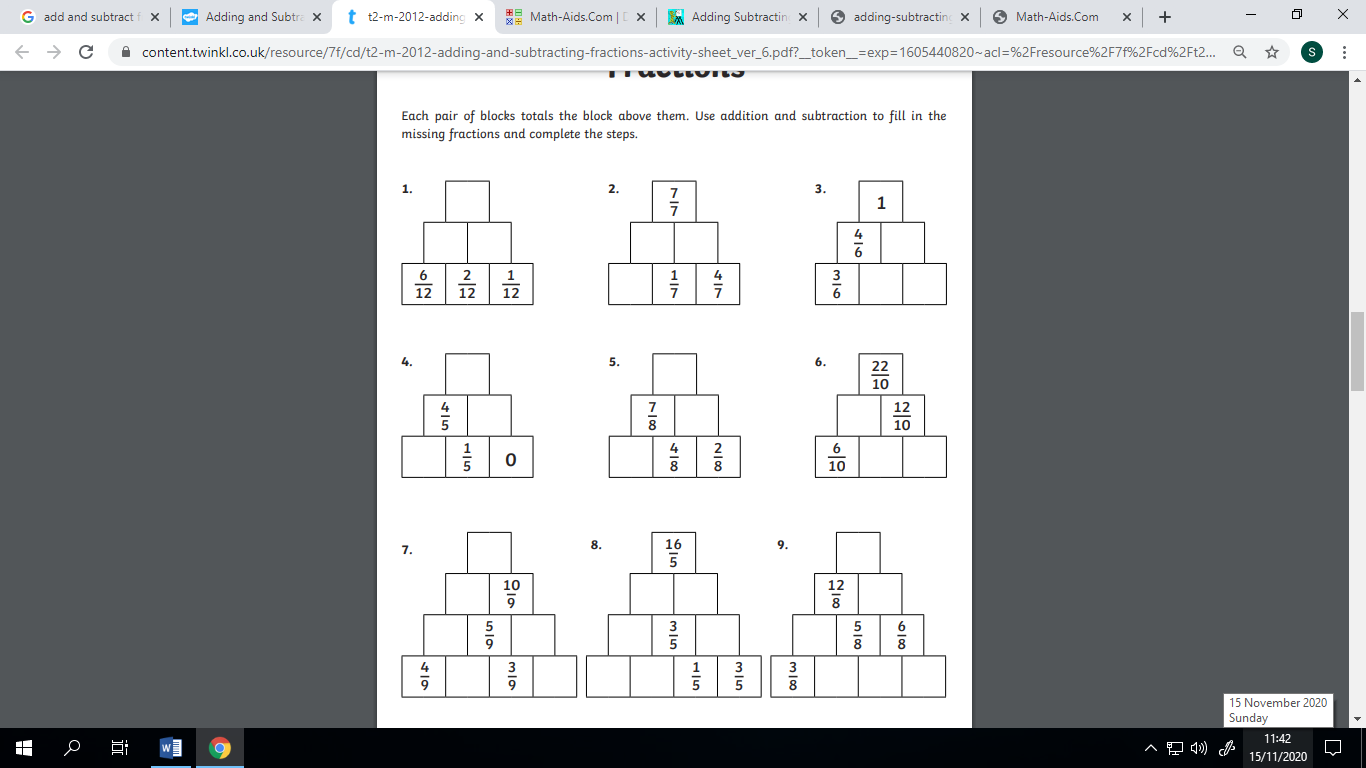 add and subtract f
Adding and Subtra
t2-m-2012-adding
Math-Aids.Com | D
Adding Subtractin
adding-subtracting
Math-Aids.Com
content.twinkl.co.uk/resource/7f/cd/t2-m-2012-adding-and-subtracting-fractions-activity-sheet_ver_6.pdf?__token__=exp=1605440820~acl=%2Fresource%2F7f%2Fcd%2Ft2...
S
Fractions
Each pair of blocks totals the block above them. Use addition and subtraction to fill in the
missing fractions and complete the steps.
1.
6/12 2/12 1/12
2.
7/7
1/7 4/7
3.
1
4/6
3/6
4.
4/5
1/5 0
5.
7/8
4/8 2/8
6.
22/10
12/10
6/10
7.
10/9
5/9
4/9 3/9
8.
16/5
3/5
1/5 3/5
9.
12/8
5/8 6/8
3/8
15 November 2020
Sunday
11:42
15/11/2020